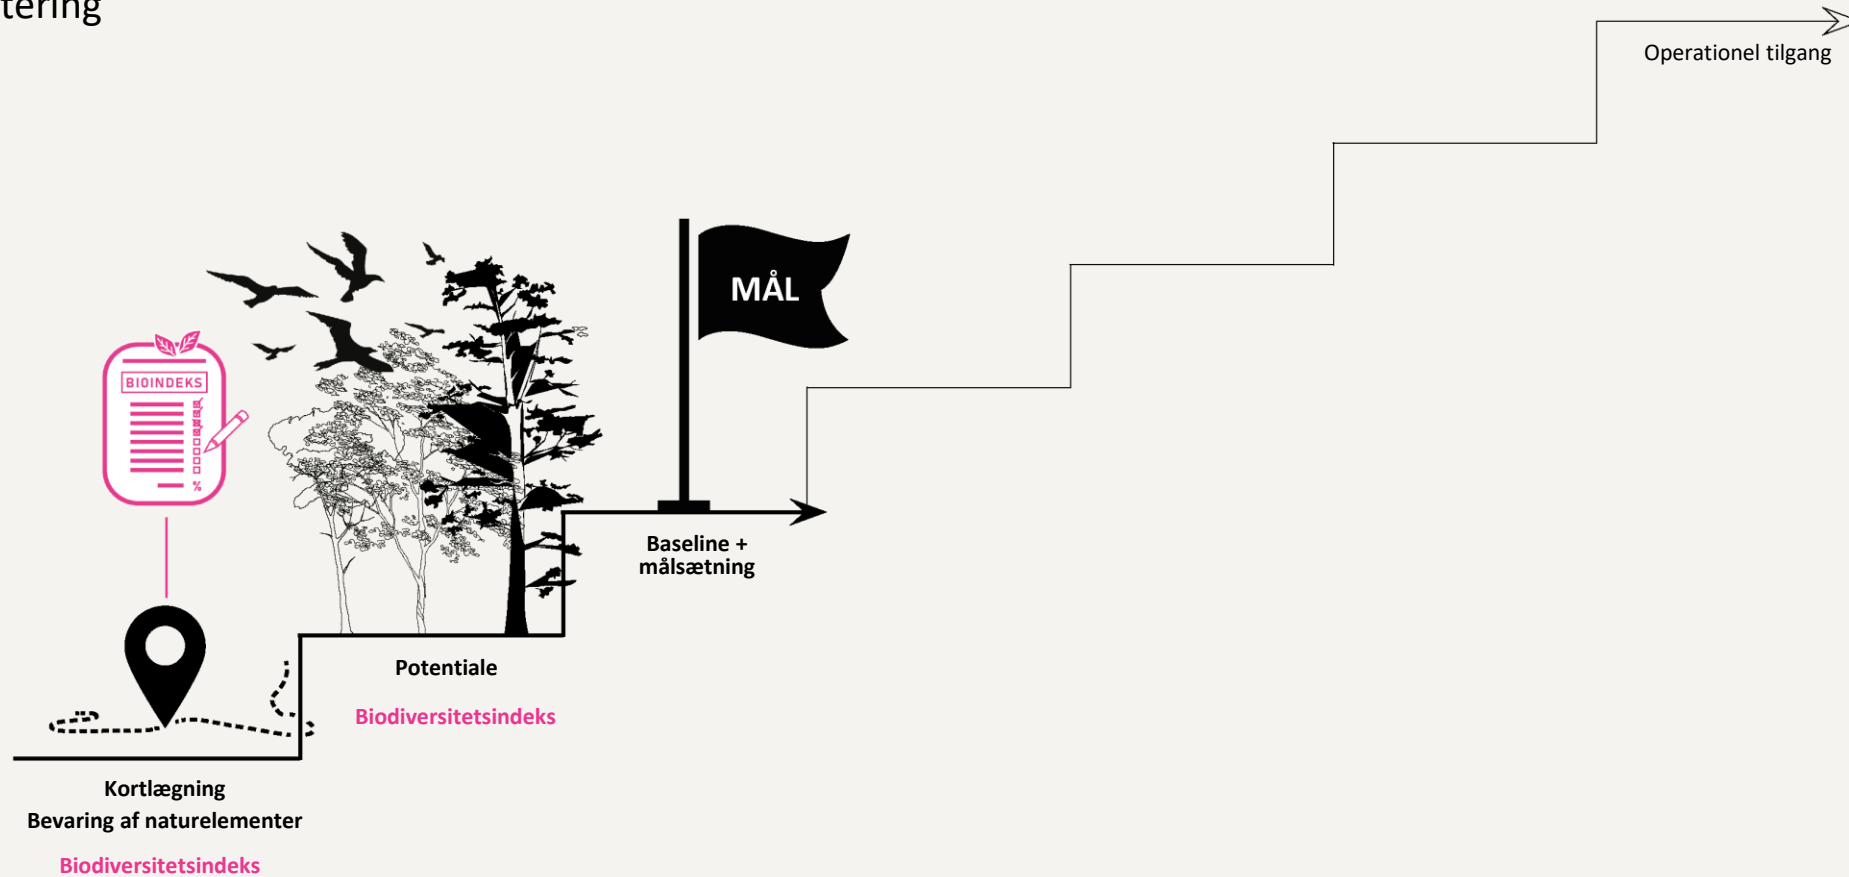 tering
Operationel tilgang
MÅL
BIOINDEKS
%
Baseline +
målsætning
Potentiale
Biodiversitetsindeks
Kortlægning
Bevaring af naturelementer
Biodiversitetsindeks